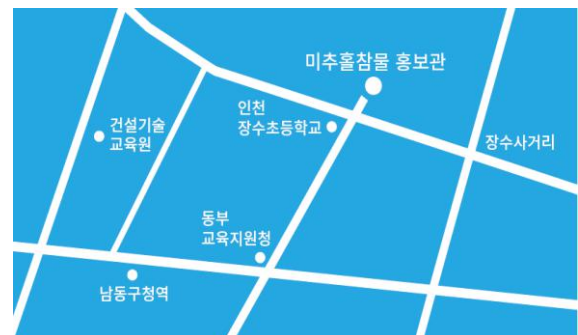 미추홀참물 홍보관
인천
장수초등학교
건설기술
교육원
장수사거리
동부
교육지원청
남동구청역